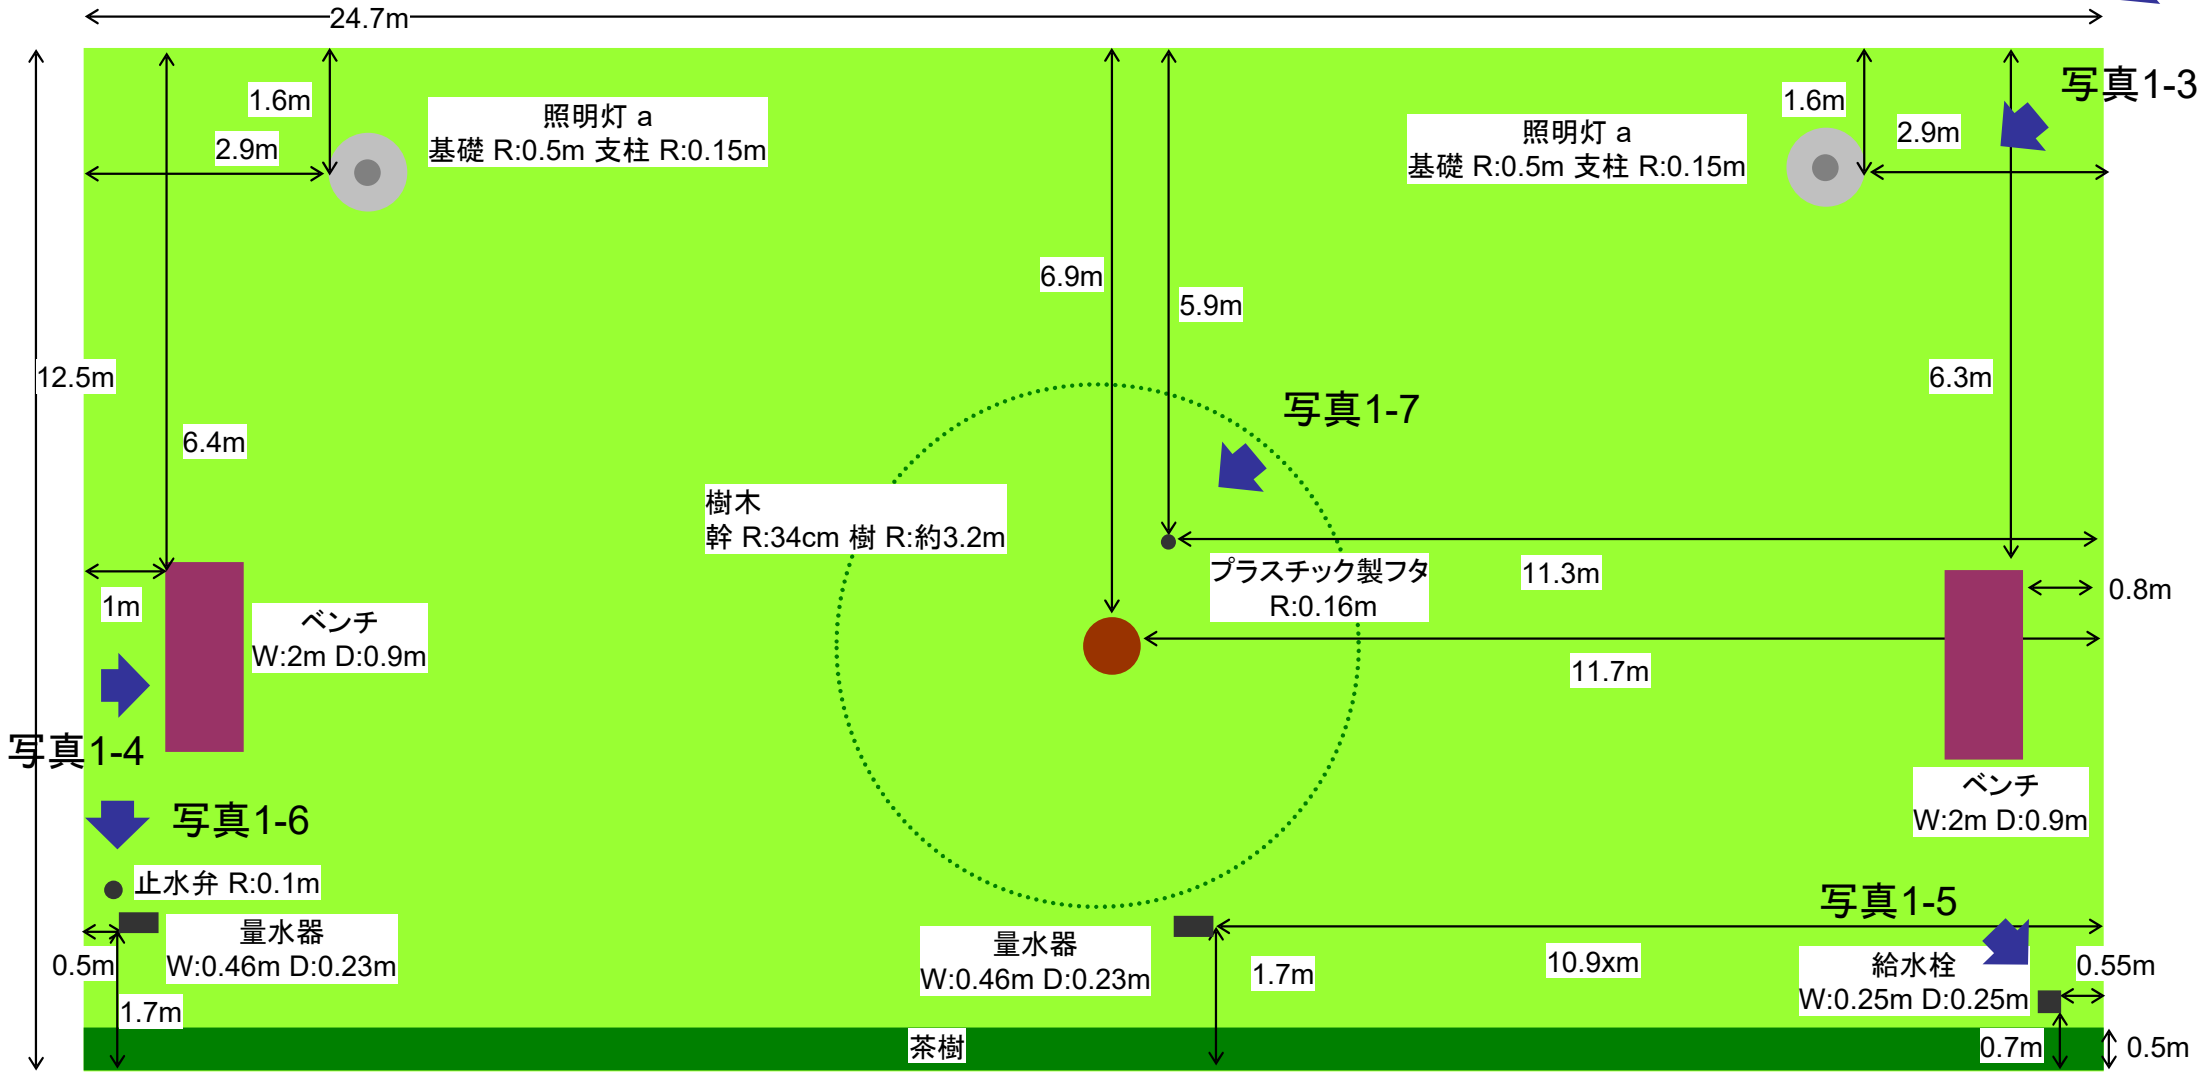 24.7m
写真1-3
1.6m
照明灯 a
基礎 R:0.5m 支柱 R:0.15m
2.9m
1.6m
照明灯 a
基礎 R:0.5m 支柱 R:0.15m
2.9m
6.9m
5.9m
12.5m
6.3m
写真1-7
6.4m
樹木
幹 R:34cm 樹 R:約3.2m
プラスチック製フタ
R:0.16m
11.3m
0.8m
1m
ベンチ
W:2m D:0.9m
11.7m
写真1-4
ベンチ
W:2m D:0.9m
写真1-6
止水弁 R:0.1m
写真1-5
量水器
W:0.46m D:0.23m
0.5m
1.7m
量水器
W:0.46m D:0.23m
1.7m
10.9xm
給水栓
W:0.25m D:0.25m
0.55m
茶樹
0.7m
0.5m